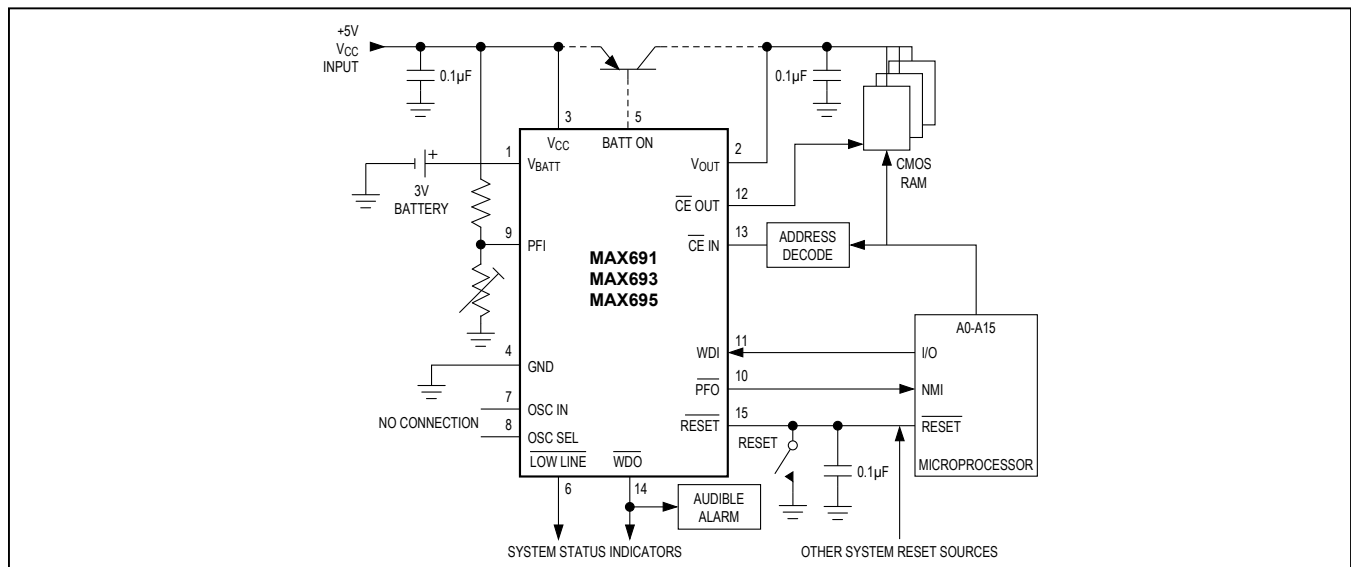 +5V
VCC
INPUT
0.1µF
0.1µF
3
5
VCC
BATT ON
1
VBATT
2
VOUT
3V
BATTERY
CMOS
RAM
12
CE OUT
9
PFI
13
CE IN
ADDRESS
DECODE
MAX691
MAX693
MAX695
A0-A15
11
WDI
I/O
4
GND
10
PFO
NMI
7
OSC IN
NO CONNECTION
8
OSC SEL
15
RESET
RESET
RESET
MICROPROCESSOR
LOW LINE
WDO
0.1µF
6
14
AUDIBLE
ALARM
SYSTEM STATUS INDICATORS
OTHER SYSTEM RESET SOURCES